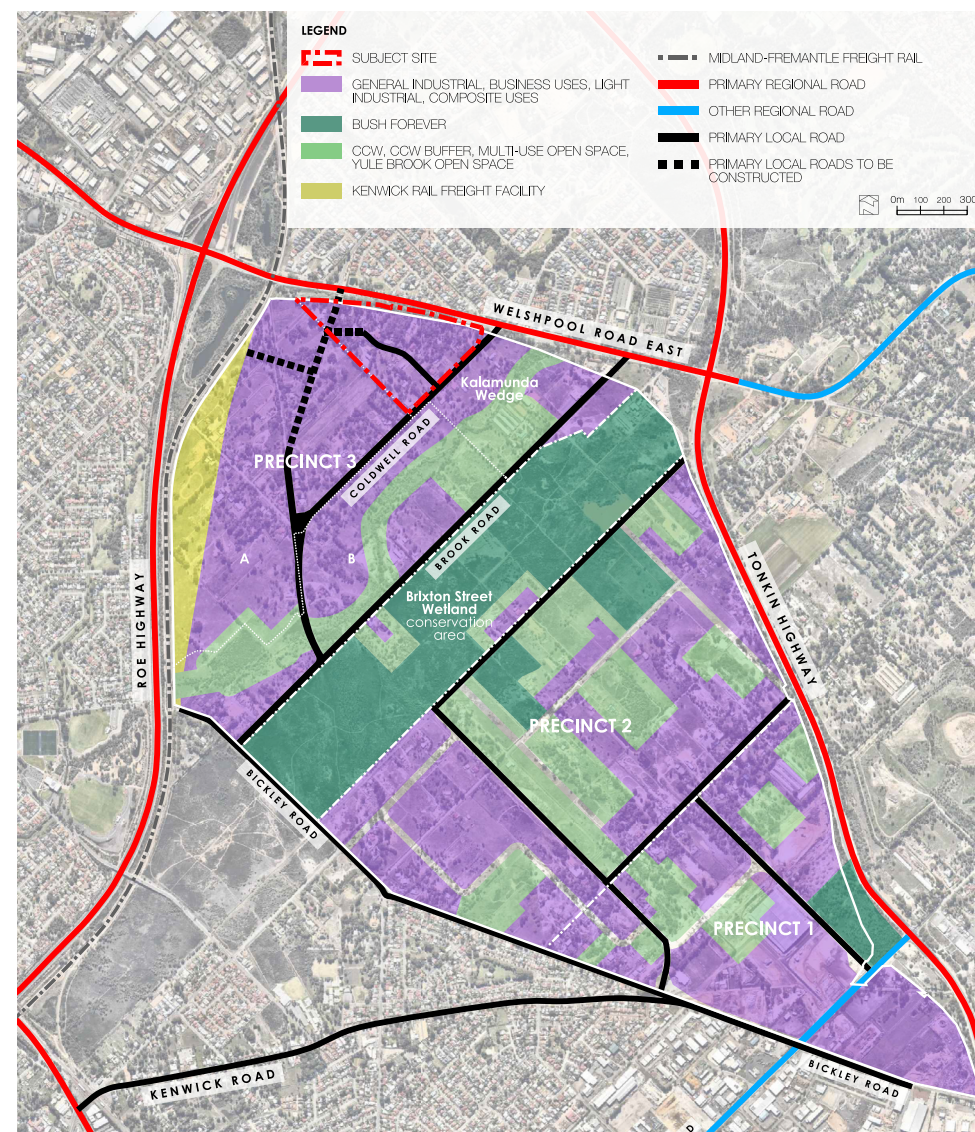 LEGEND
SUBJECT SITE
GENERAL INDUSTRIAL, BUSINESS USES, LIGHT
INDUSTRIAL, COMPOSITE USES
BUSH FOREVER
CCW, CCW BUFFER, MULTI-USE OPEN SPACE,
YULE BROOK OPEN SPACE
KENWICK RAIL FREIGHT FACILITY
MIDLAND-FREMANTLE FREIGHT RAIL
PRIMARY REGIONAL ROAD
OTHER REGIONAL ROAD
PRIMARY LOCAL ROAD
PRIMARY LOCAL ROADS TO BE
CONSTRUCTED
0m 100 200 300
WELSHPOOL ROAD EAST
Kalamunda
Wedge
PRECINCT 3
COLDWELL ROAD
A
B
BROOK ROAD
Brixton Street
Wetland
conservation
area
ROE HIGHWAY
TONKIN HIGHWAY
PRECINCT 2
BICKLEY ROAD
PRECINCT 1
KENWICK ROAD
BICKLEY ROAD
D